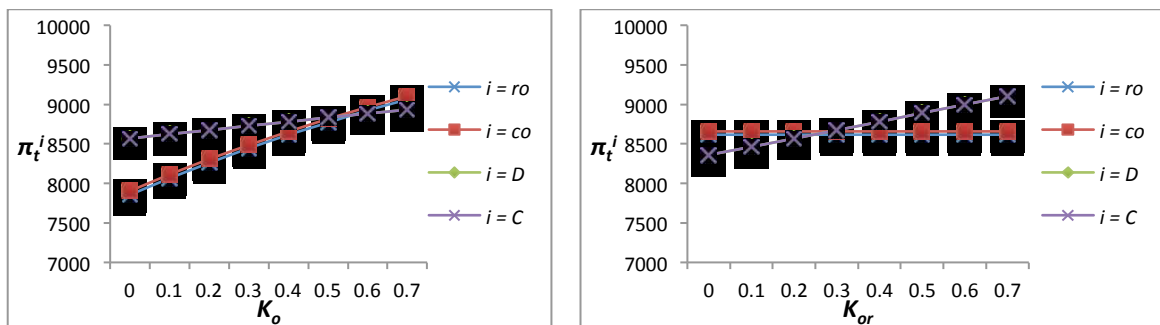 10000
9500
9000
8500
8000
7500
7000
π_t^i
0 0.1 0.2 0.3 0.4 0.5 0.6 0.7
K_o
i = ro
i = co
i = D
i = C
10000
9500
9000
8500
8000
7500
7000
π_t^i
0 0.1 0.2 0.3 0.4 0.5 0.6 0.7
K_or
i = ro
i = co
i = D
i = C